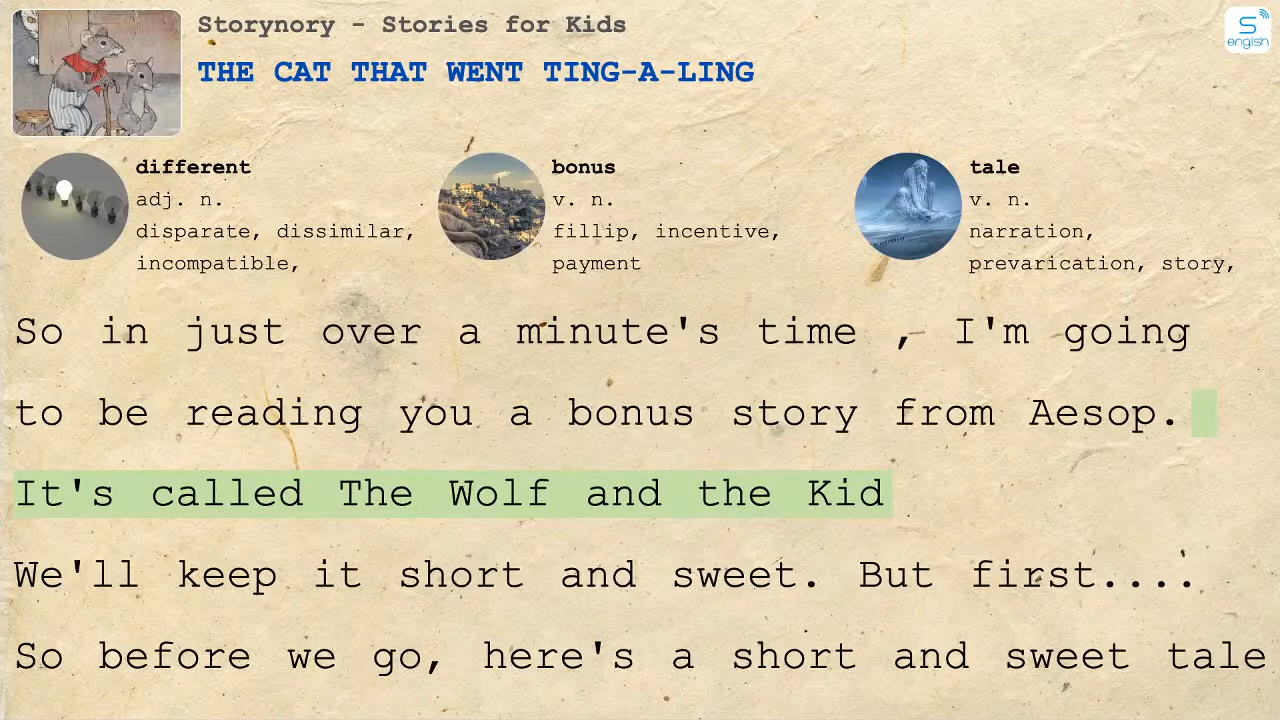 Storynory - Stories for Kids
THE CAT THAT WENT TING-A-LING
S
english
different
adj. n.
disparate, dissimilar,
incompatible,
bonus
v. n.
fillip, incentive,
payment
tale
v. n.
narration,
prevarication, story,
So in just over a minute's time , I'm going
to be reading you a bonus story from Aesop.
It's called The Wolf and the Kid
We'll keep it short and sweet. But first....
So before we go, here's a short and sweet tale